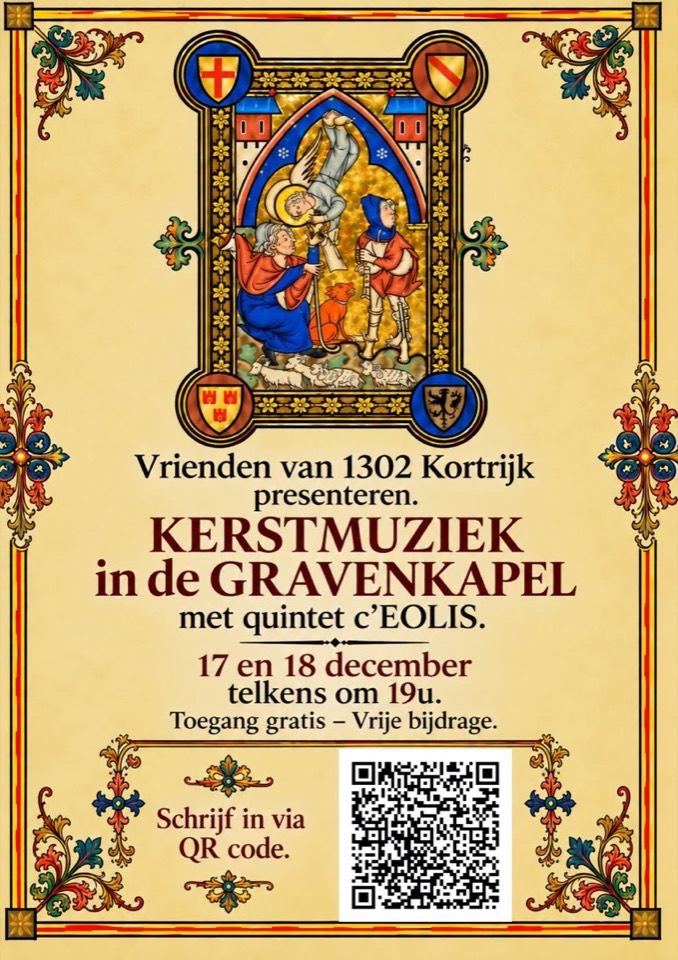 Vrienden van 1302 Kortrijk
presenteren.
KERSTMUZIEK
in de GRAVENKAPEL
met quintet c'EOLIS.
17 en 18 december
telkens om 19u.
Toegang gratis – Vrije bijdrage.
Schrijf in via
QR code.